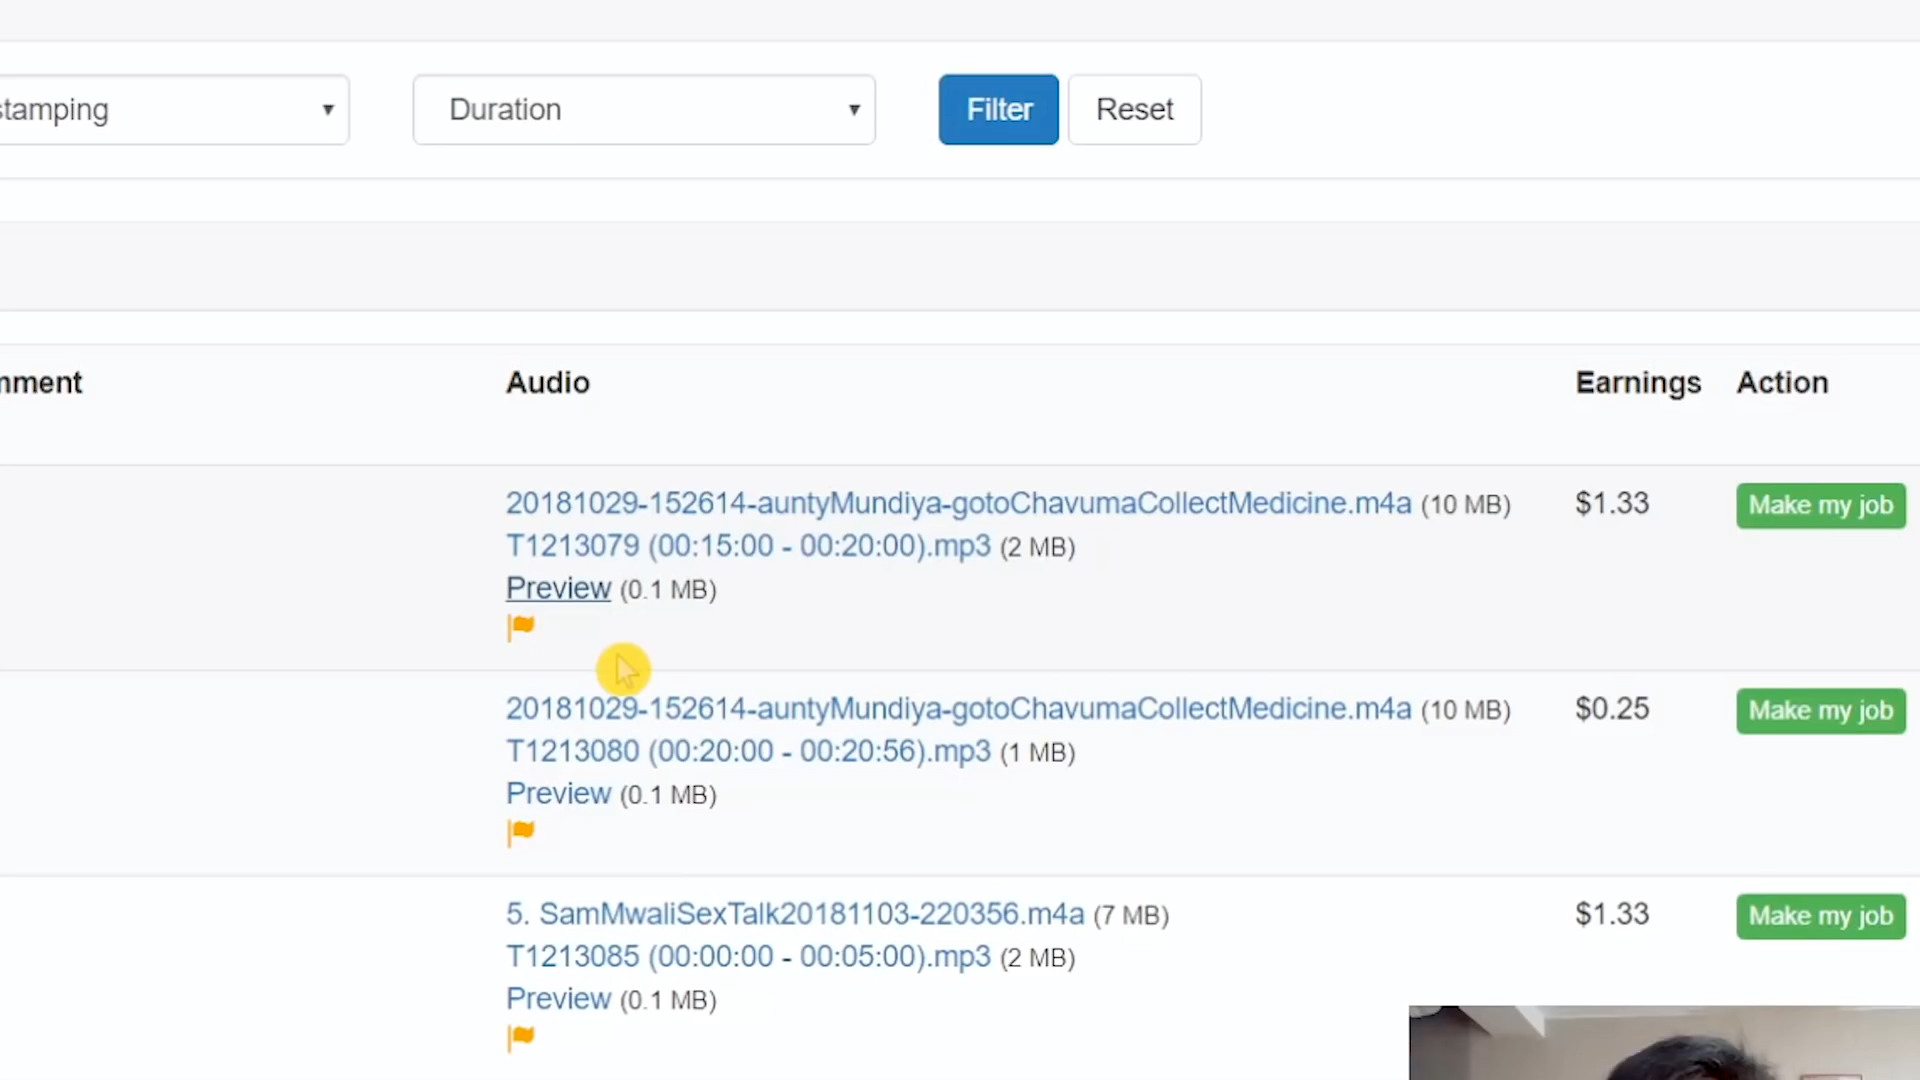 stamping
Duration
Filter
Reset
mment
Audio
Earnings
Action
20181029-152614-auntyMundiya-gotoChavumaCollectMedicine.m4a (10 MB)
$1.33
Make my job
T1213079 (00:15:00 - 00:20:00).mp3 (2 MB)
Preview (0.1 MB)
20181029-152614-auntyMundiya-gotoChavumaCollectMedicine.m4a (10 MB)
$0.25
Make my job
T1213080 (00:20:00 - 00:20:56).mp3 (1 MB)
Preview (0.1 MB)
5. SamMwaliSexTalk20181103-220356.m4a (7 MB)
$1.33
Make my job
T1213085 (00:00:00 - 00:05:00).mp3 (2 MB)
Preview (0.1 MB)